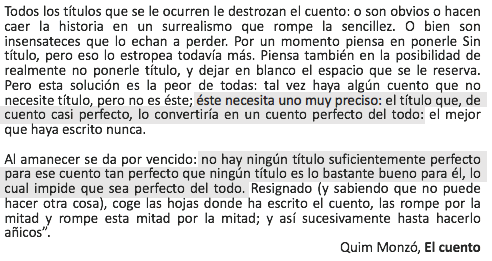 Todos los títulos que se le ocurren le destrozan el cuento: o son obvios o hacen
caer la historia en un surrealismo que rompe la sencillez. O bien son
insensateces que lo echan a perder. Por un momento piensa en ponerle Sin
título, pero eso lo estropea todavía más. Piensa también en la posibilidad de
realmente no ponerle título, y dejar en blanco el espacio que se le reserva.
Pero esta solución es la peor de todas: tal vez haya algún cuento que no
necesite título, pero no es éste; éste necesita uno muy preciso: el título que, de
cuento casi perfecto, lo convertiría en un cuento perfecto del todo: el mejor
que haya escrito nunca.
Al amanecer se da por vencido: no hay ningún título suficientemente perfecto
para ese cuento tan perfecto que ningún título es lo bastante bueno para él, lo
cual impide que sea perfecto del todo. Resignado (y sabiendo que no puede
hacer otra cosa), coge las hojas donde ha escrito el cuento, las rompe por la
mitad y rompe esta mitad por la mitad; y así sucesivamente hasta hacerlo
añicos”.
Quim Monzó, El cuento